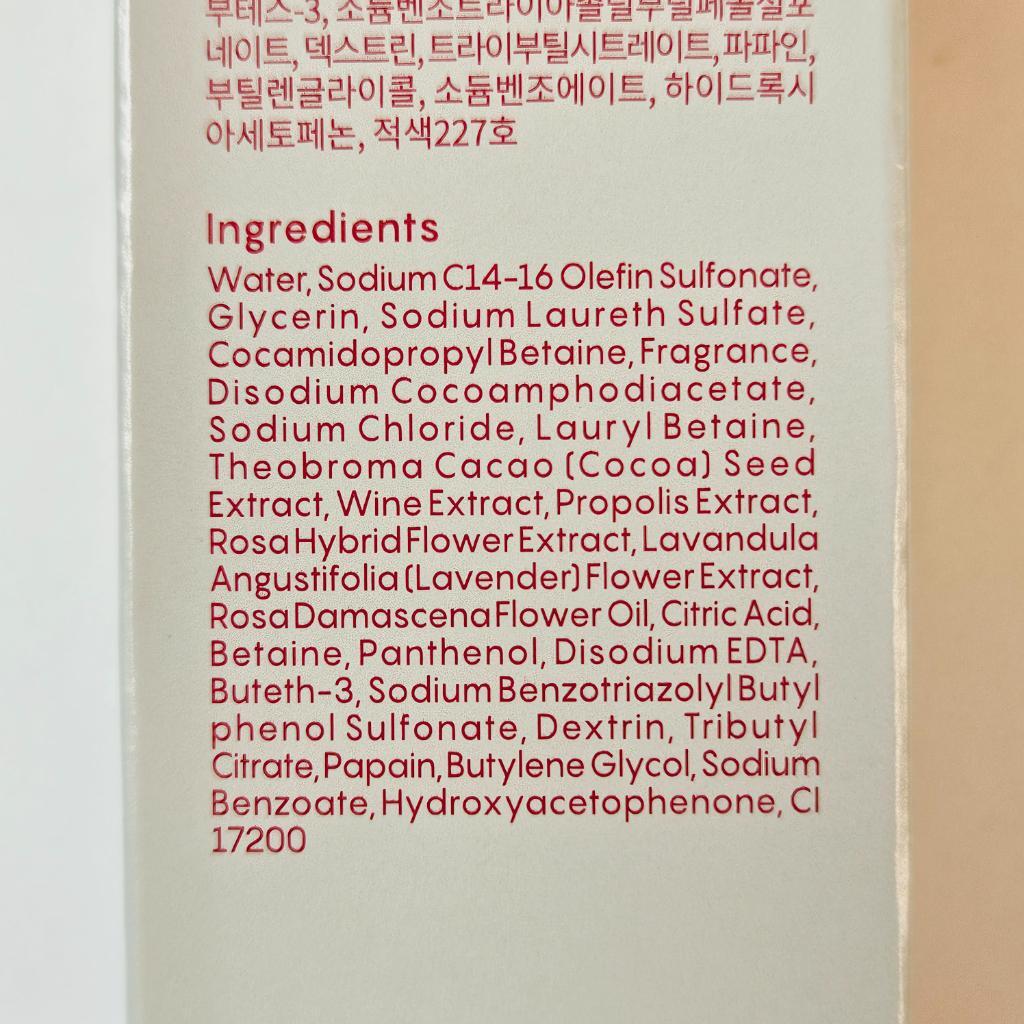 부테스-3, 소듐벤조트라이아졸릴부틸페놀설포
네이트, 덱스트린, 트라이부틸시트레이트, 파파인,
부틸렌글라이콜, 소듐벤조에이트, 하이드록시
아세토페논, 적색227호
Ingredients
Water, Sodium C14-16 Olefin Sulfonate,
Glycerin, Sodium Laureth Sulfate,
Cocamidopropyl Betaine, Fragrance,
Disodium Cocoamphodiacetate,
Sodium Chloride, Lauryl Betaine,
Theobroma Cacao (Cocoa) Seed
Extract, Wine Extract, Propolis Extract,
Rosa Hybrid Flower Extract, Lavandula
Angustifolia (Lavender) Flower Extract,
Rosa Damascena Flower Oil, Citric Acid,
Betaine, Panthenol, Disodium EDTA,
Buteth-3, Sodium Benzotriazolyl Butyl
phenol Sulfonate, Dextrin, Tributyl
Citrate, Papain, Butylene Glycol, Sodium
Benzoate, Hydroxyacetophenone, CI
17200